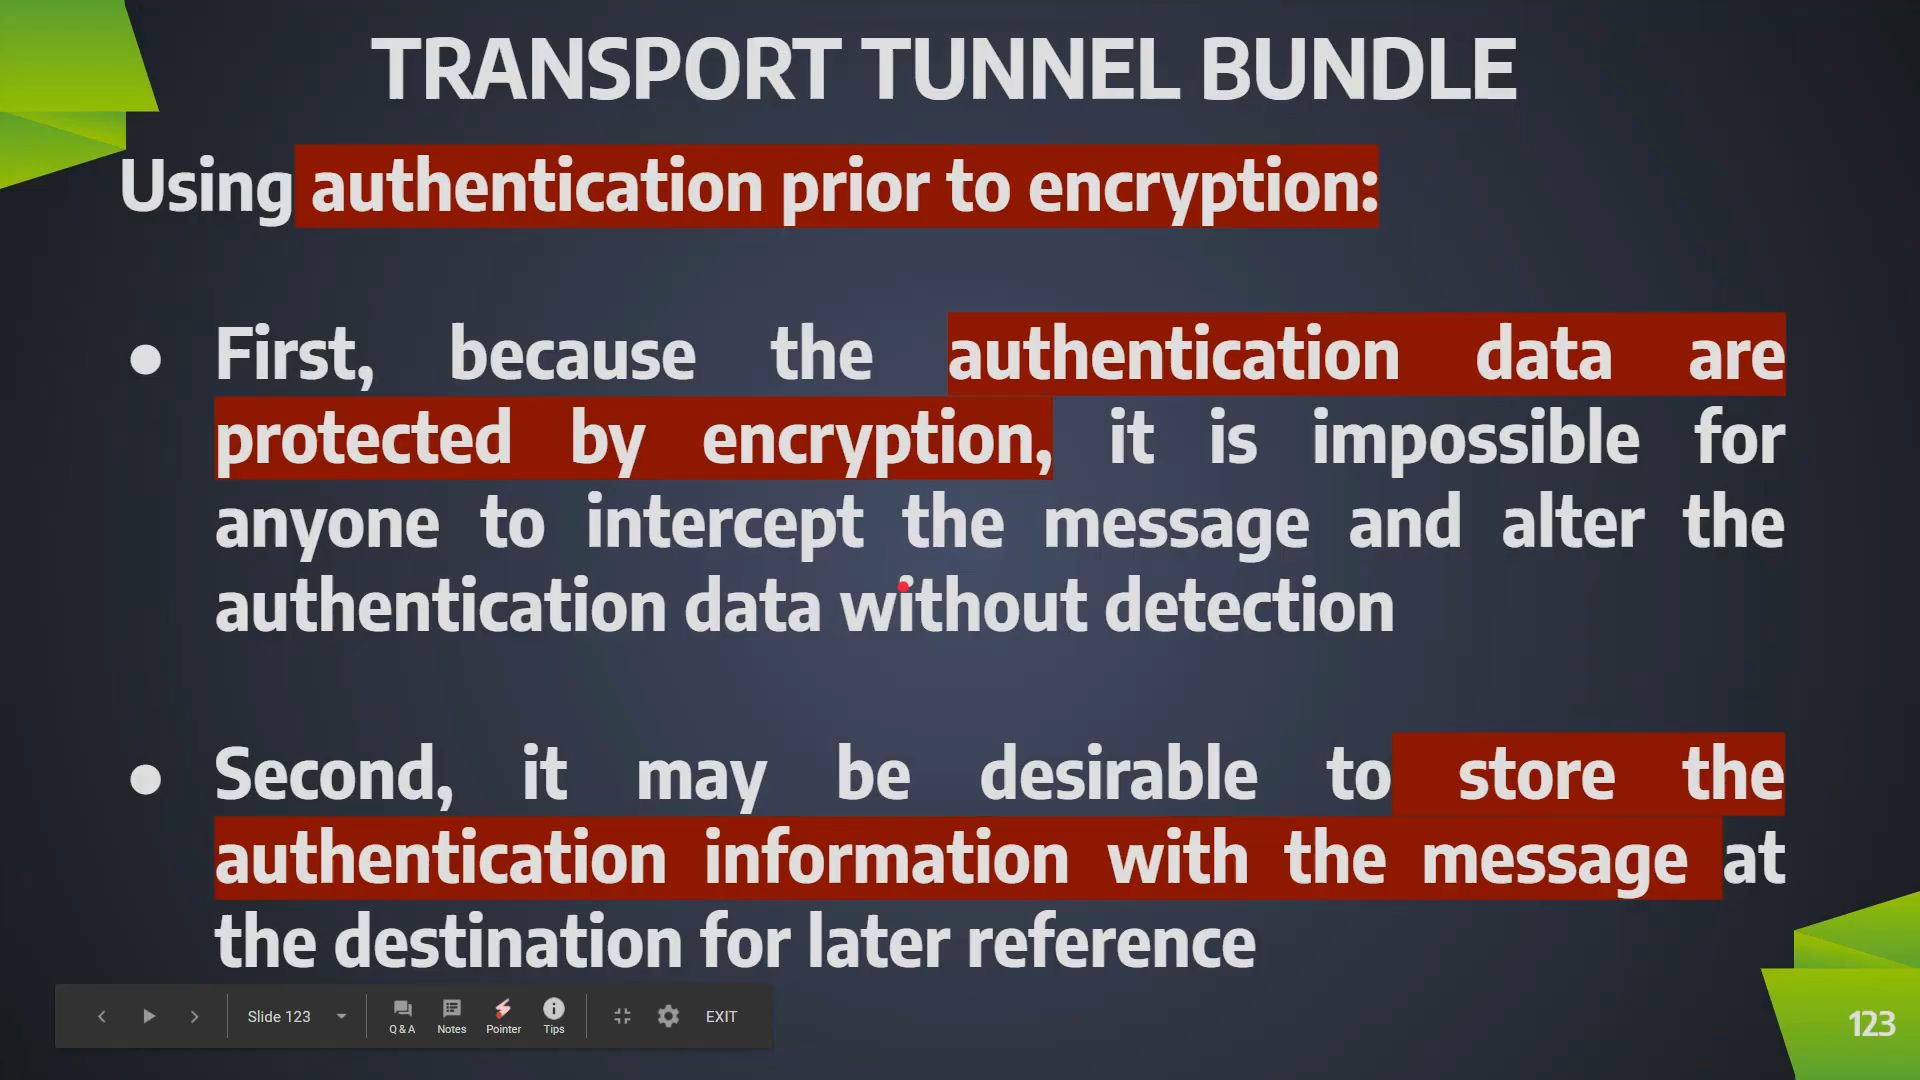 TRANSPORT TUNNEL BUNDLE
Using authentication prior to encryption:
● First, because the authentication data are
protected by encryption, it is impossible for
anyone to intercept the message and alter the
authentication data without detection
● Second, it may be desirable to store the
authentication information with the message at
the destination for later reference
Slide 123
Q & A Notes Pointer Tips
EXIT
123